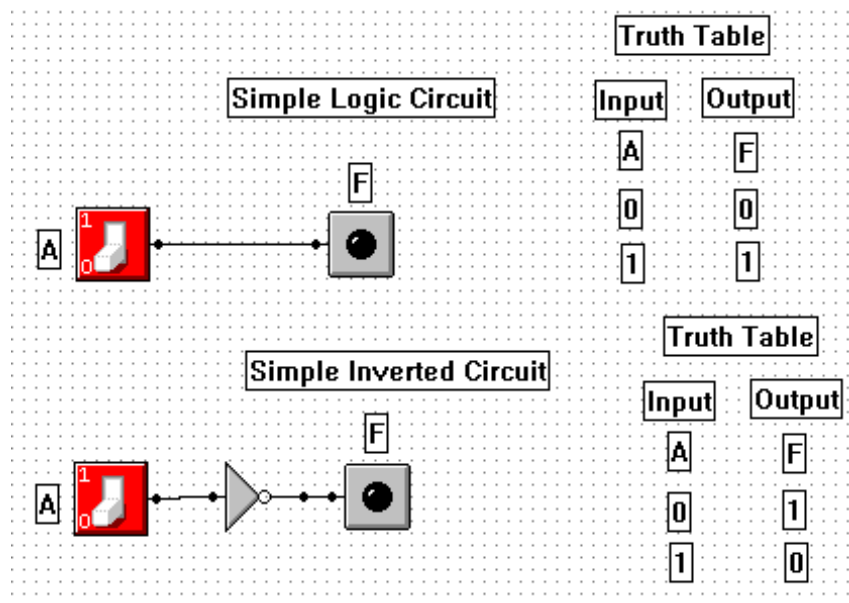 Truth Table
Simple Logic Circuit
Input Output
A F
F
0 0
1
A
0
1 1
Truth Table
Simple Inverted Circuit
Input Output
F
A F
1
A
0
0 1
1 0